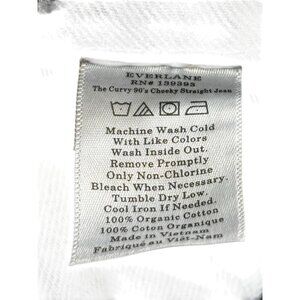 EVERLANE
RN# 139393
The Curvy 90's Cheeky Straight Jean
Machine Wash Cold
With Like Colors
Wash Inside Out.
Remove Promptly
Only Non-Chlorine
Bleach When Necessary.
Tumble Dry Low.
Cool Iron If Needed.
100% Organic Cotton
100% Coton Organique
Made in Vietnam
Fabriqué au Viet-Nam